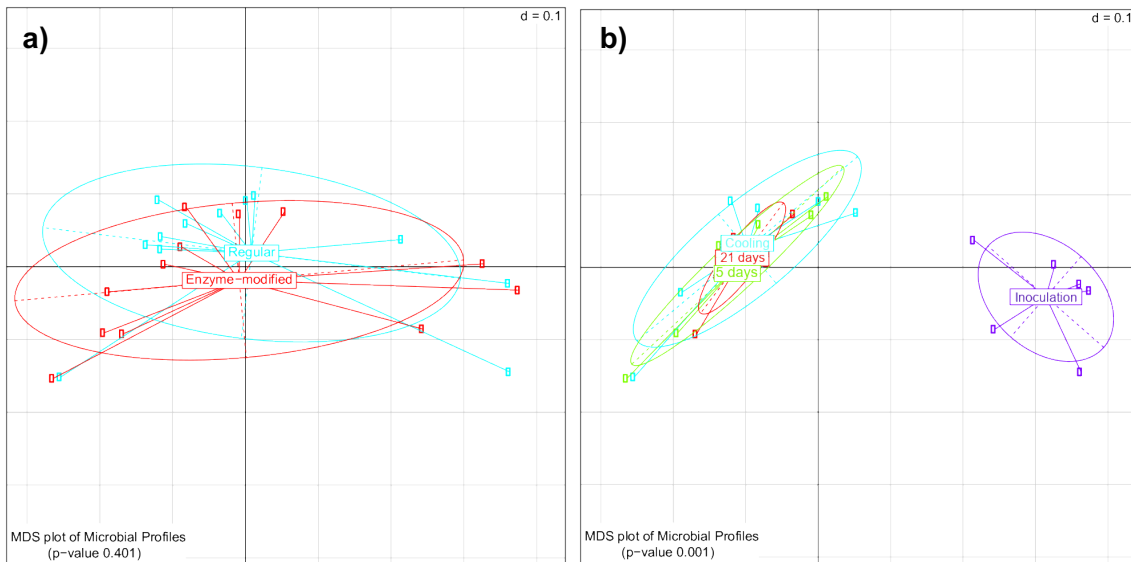 a)
d = 0.1
Regular
Enzyme−modified
MDS plot of Microbial Profiles
(p−value 0.401)
b)
d = 0.1
Cooling
21 days
5 days
Inoculation
MDS plot of Microbial Profiles
(p−value 0.001)